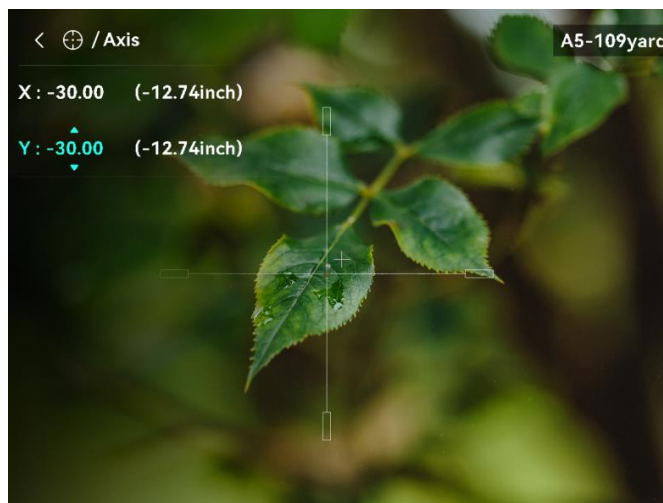 / Axis
A5-109yard
X : -30.00 (-12.74inch)
Y : -30.00 (-12.74inch)